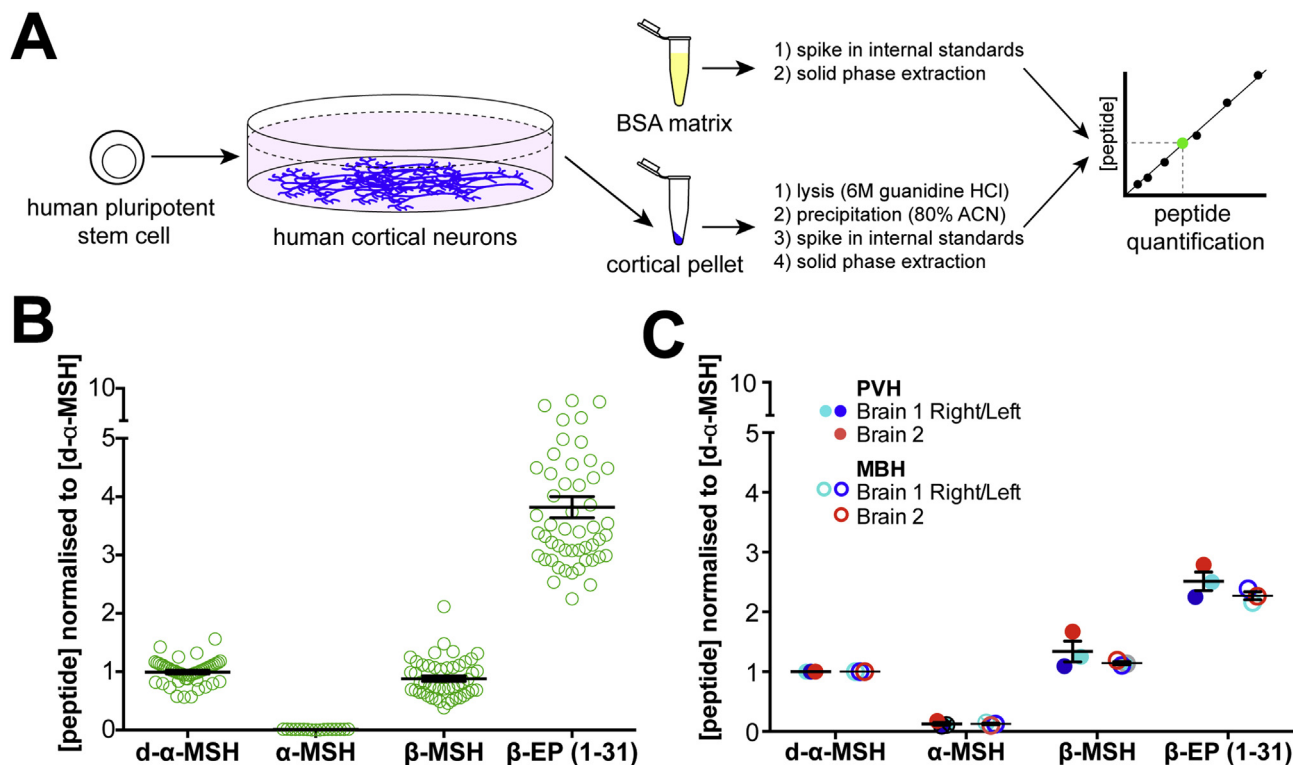 A
human pluripotent
stem cell
human cortical neurons
BSA matrix
1) spike in internal standards
2) solid phase extraction
cortical pellet
1) lysis (6M guanidine HCl)
2) precipitation (80% ACN)
3) spike in internal standards
4) solid phase extraction
[peptide]
peptide
quantification
B
[peptide] normalised to [d-α-MSH]
10
5
4
3
2
1
0
d-α-MSH
α-MSH
β-MSH
β-EP (1-31)
C
[peptide] normalised to [d-α-MSH]
10
5
4
3
2
1
0
PVH
Brain 1 Right/Left
Brain 2
MBH
Brain 1 Right/Left
Brain 2
d-α-MSH
α-MSH
β-MSH
β-EP (1-31)